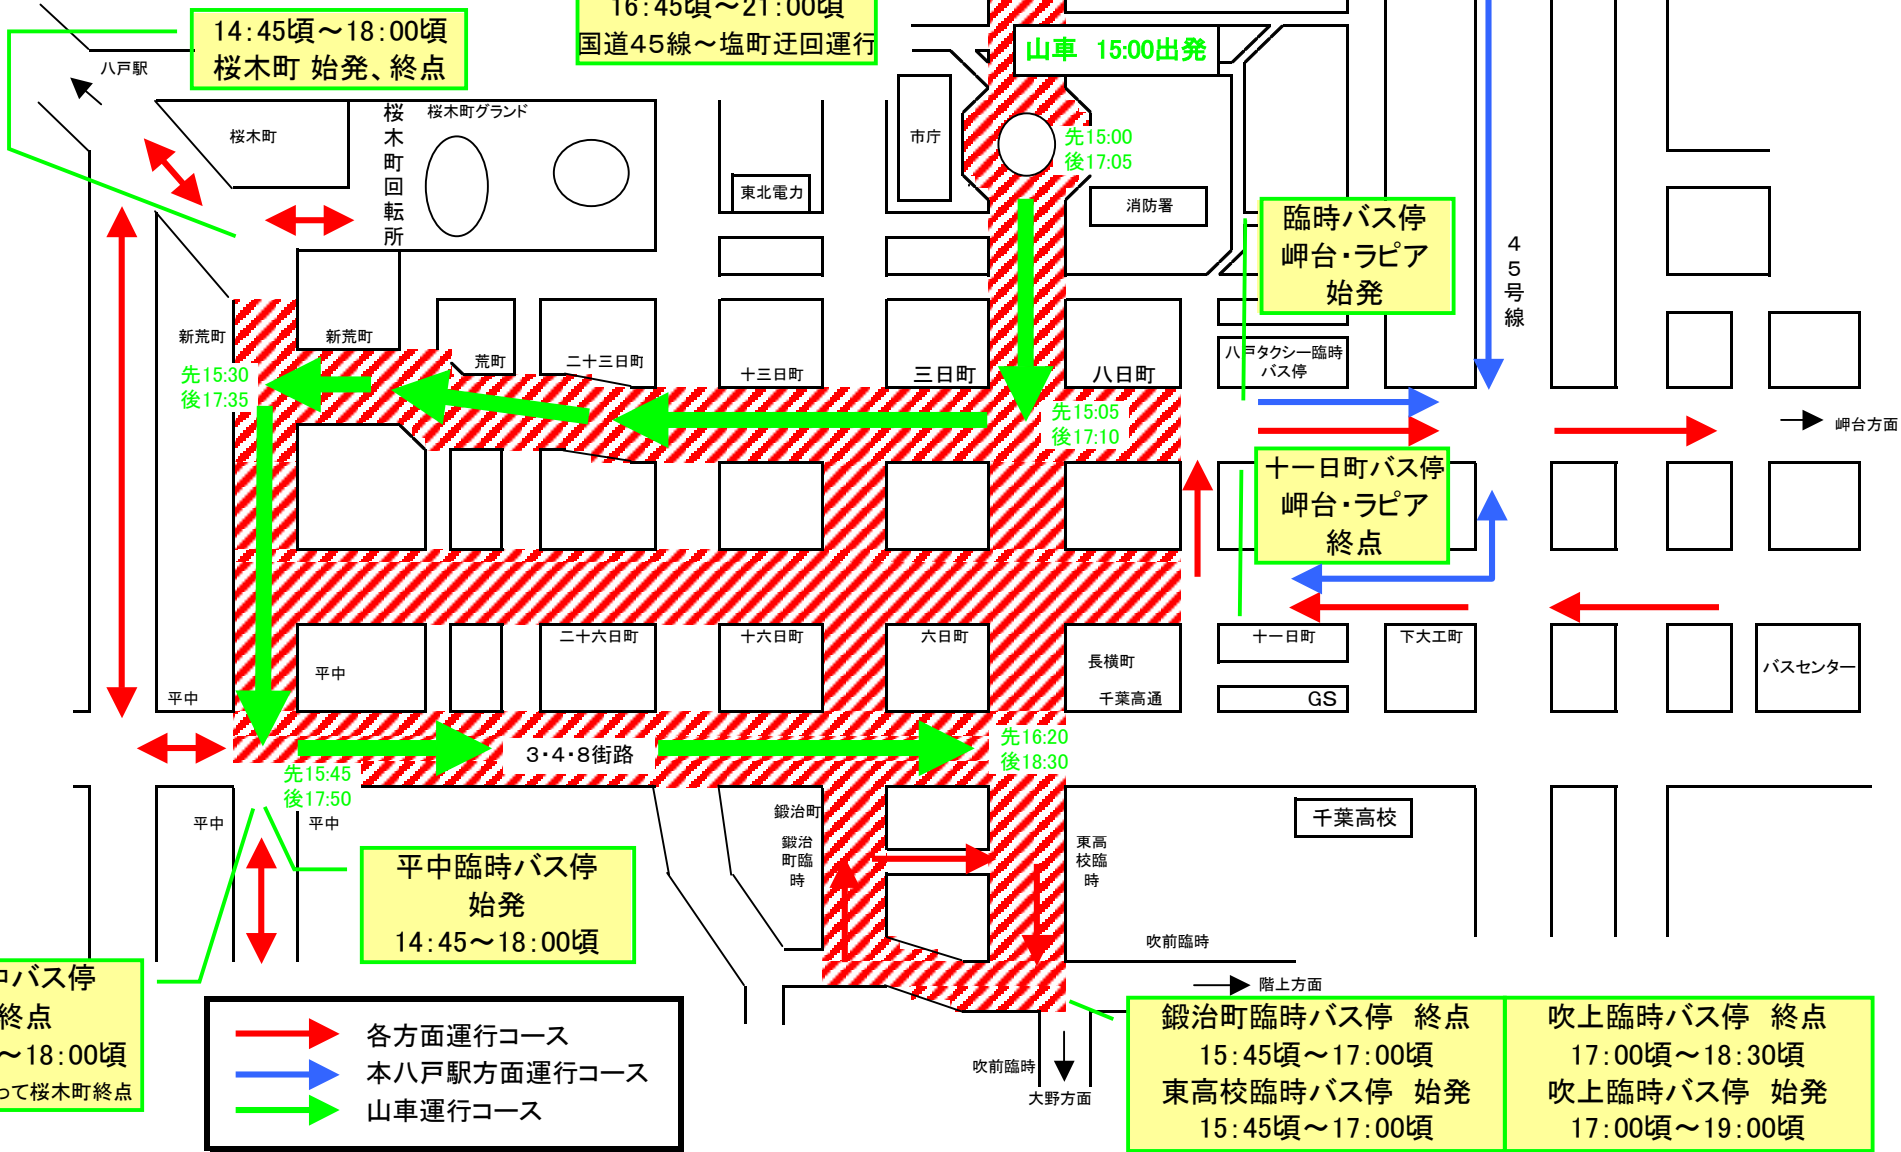 14:45頃～18:00頃
桜木町 始発、終点
16:45頃～21:00頃
国道45線～塩町迂回運行
山車 15:00出発
八戸駅
桜木町
桜木町回転所
桜木町グランド
東北電力
市庁
先15:00
後17:05
消防署
臨時バス停
岬台・ラピア
始発
45号線
新荒町
新荒町
荒町
二十三日町
十三日町
三日町
八日町
八戸タクシー臨時
バス停
先15:30
後17:35
先15:05
後17:10
岬台方面
十一日町バス停
岬台・ラピア
終点
二十六日町
十六日町
六日町
長横町
千葉高通
十一日町
GS
下大工町
バスセンター
平中
平中
3・4・8街路
先16:20
後18:30
先15:45
後17:50
平中
平中
鍛治町
鍛治
町臨
時
東高
校臨
時
千葉高校
平中臨時バス停
始発
14:45～18:00頃
吹前臨時
階上方面
バス停
終点
～18:00頃
って桜木町終点
各方面運行コース
本八戸駅方面運行コース
山車運行コース
吹前臨時
大野方面
鍛治町臨時バス停 終点
15:45頃～17:00頃
東高校臨時バス停 始発
15:45頃～17:00頃
吹上臨時バス停 終点
17:00頃～18:30頃
吹上臨時バス停 始発
17:00頃～19:00頃